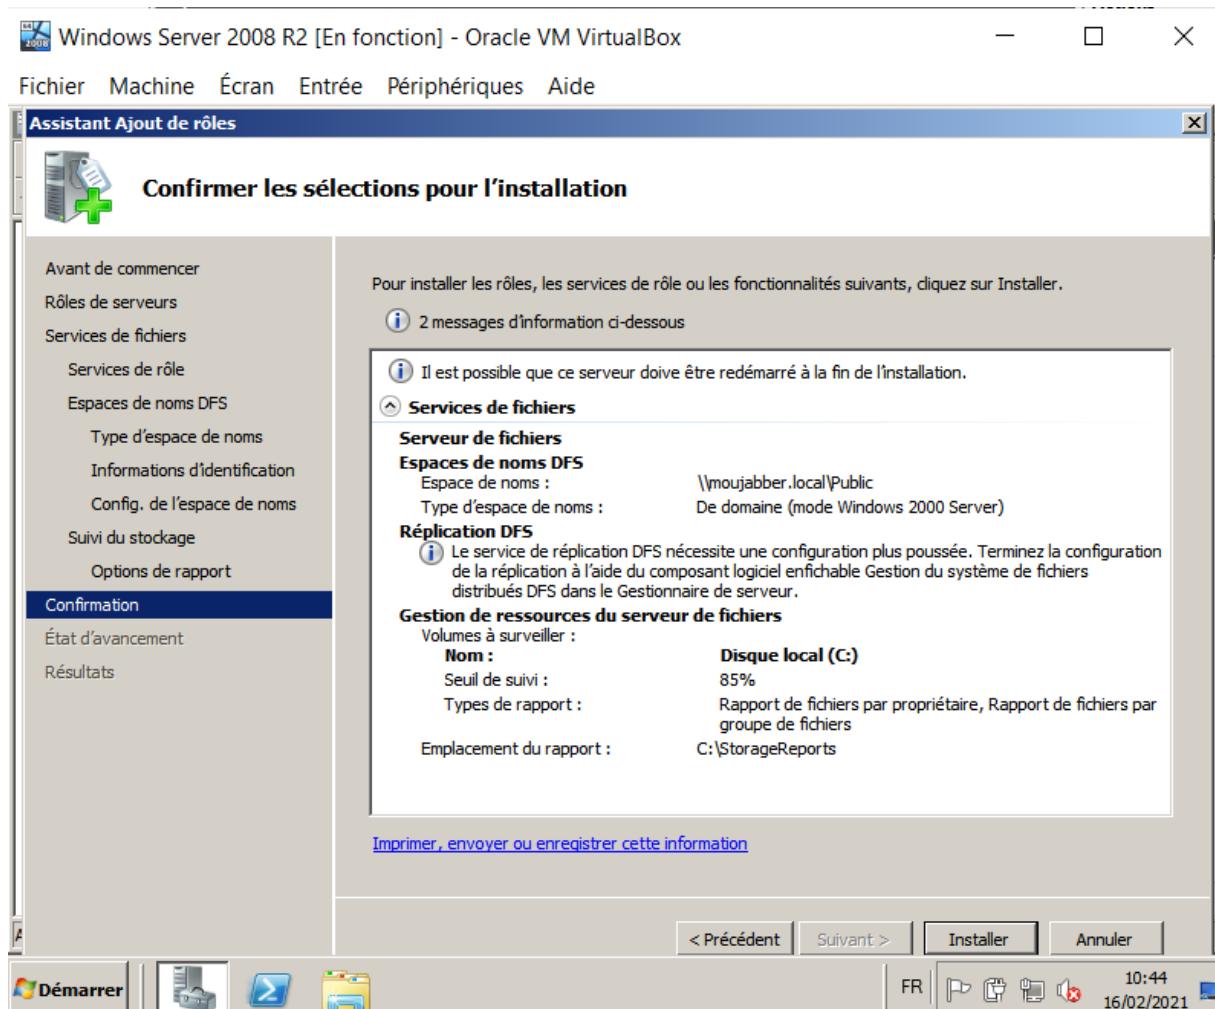 Windows Server 2008 R2 [En fonction] - Oracle VM VirtualBox
Fichier Machine Écran Entrée Périphériques Aide
Assistant Ajout de rôles
Confirmer les sélections pour l'installation
Avant de commencer
Rôles de serveurs
Services de fichiers
Services de rôle
Espaces de noms DFS
Type d'espace de noms
Informations d'identification
Config. de l'espace de noms
Suivi du stockage
Options de rapport
Confirmation
État d'avancement
Résultats
Pour installer les rôles, les services de rôle ou les fonctionnalités suivants, cliquez sur Installer.
2 messages d'information ci-dessous
Il est possible que ce serveur doive être redémarré à la fin de l'installation.
Services de fichiers
Serveur de fichiers
Espaces de noms DFS
Espace de noms : \\moujabber.local\Public
Type d'espace de noms : De domaine (mode Windows 2000 Server)
Réplication DFS
Le service de réplication DFS nécessite une configuration plus poussée. Terminez la configuration
de la réplication à l'aide du composant logiciel enfichable Gestion du système de fichiers
distribués DFS dans le Gestionnaire de serveur.
Gestion de ressources du serveur de fichiers
Volumes à surveiller :
Nom : Disque local (C:)
Seuil de suivi : 85%
Types de rapport : Rapport de fichiers par propriétaire, Rapport de fichiers par
groupe de fichiers
Emplacement du rapport : C:\StorageReports
Imprimer, envoyer ou enregistrer cette information
< Précédent Suivant > Installer Annuler
Démarrer
FR
10:44
16/02/2021